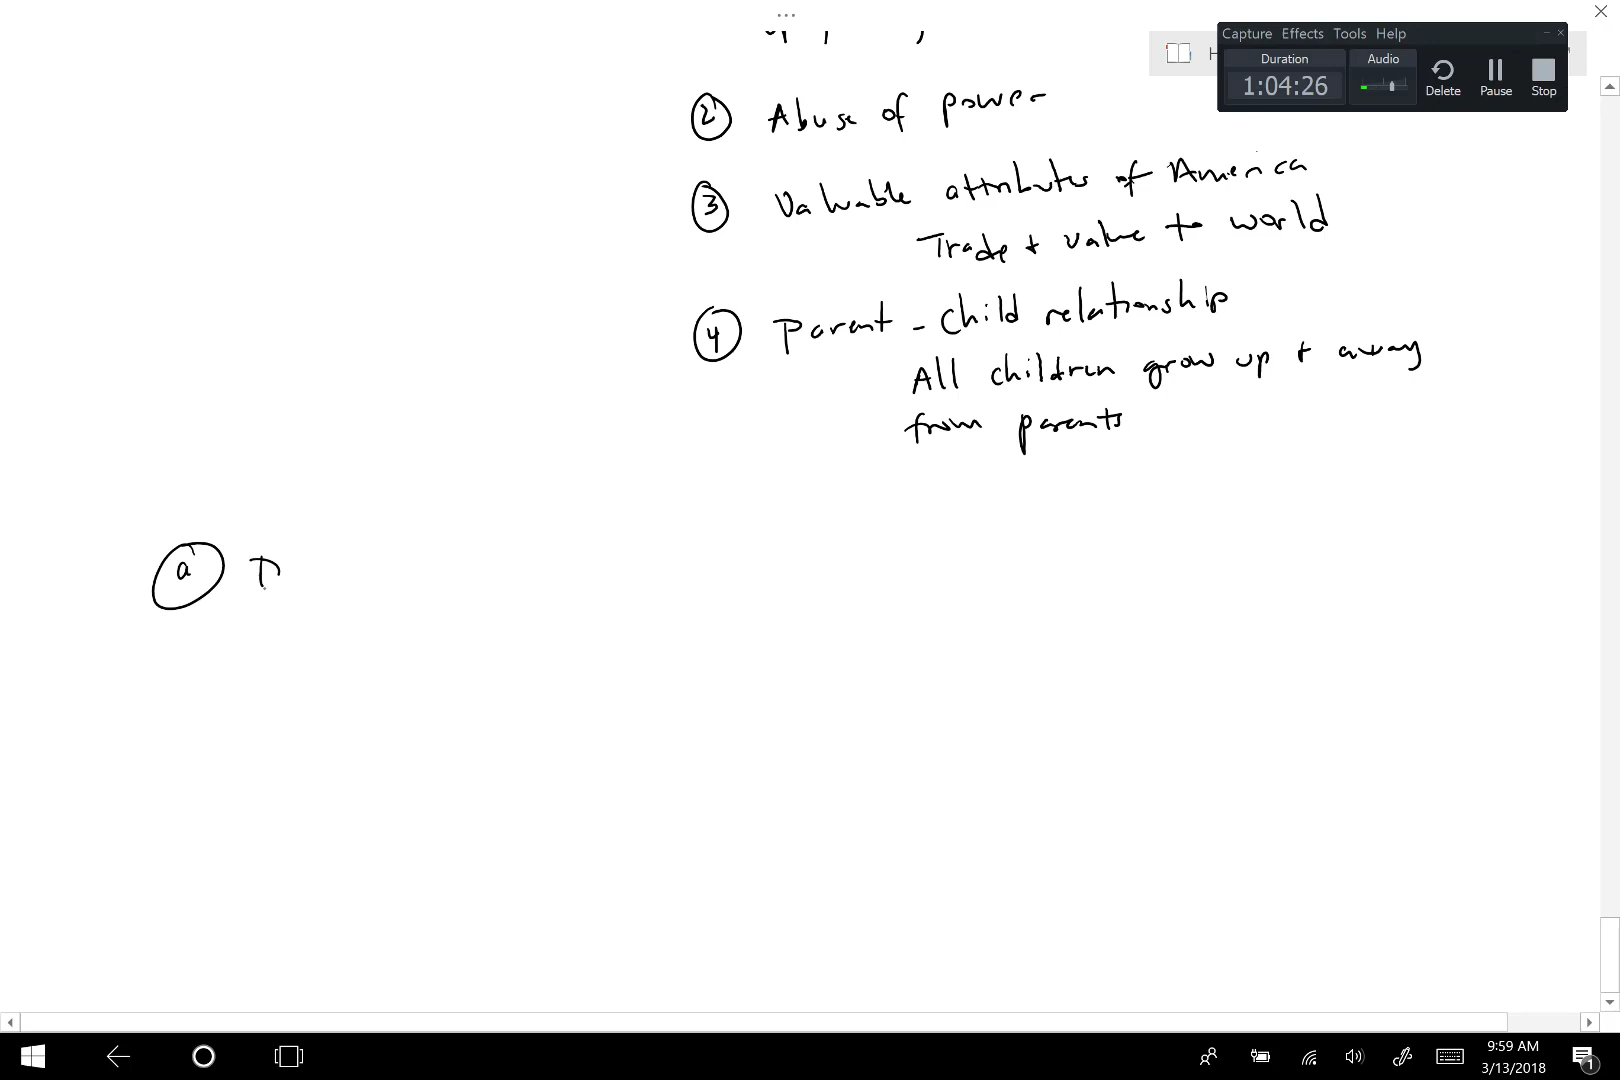 Capture Effects Tools Help
Duration
Audio
1:04:26
Delete Pause Stop
② Abuse of power
③ Valuable attributes of America
Trade + value to world
④ Parent - Child relationship
All children grow up + away
from parents
ⓐ
9:59 AM
3/13/2018
1